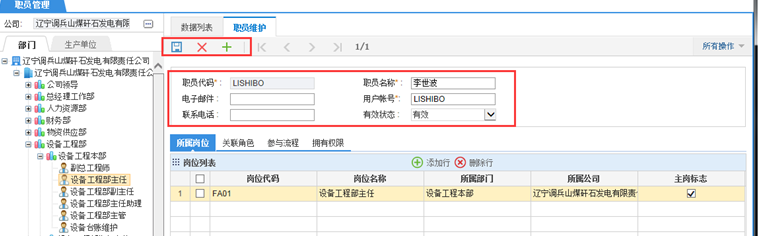 职员管理
公司: 辽宁调兵山煤矸石发电有限
部门 生产单位
辽宁调兵山煤矸石发电有限责任公司
辽宁调兵山煤矸石发电有限责任公司
公司领导
总经理工作部
人力资源部
财务部
物资供应部
设备工程部
设备工程本部
副总工程师
设备工程部主任
设备工程部副主任
设备工程部主任助理
设备工程部主管
设备台账维护
数据列表 职员维护
1/1 所有操作
职员代码*: LISHIBO 职员名称*: 李世波
电子邮件: 用户帐号*: LISHIBO
联系电话: 有效状态: 有效
所属岗位 关联角色 参与流程 拥有权限
岗位列表 添加行 删除行
岗位代码 岗位名称 所属部门 所属公司 主岗标志
1 FA01 设备工程部主任 设备工程本部 辽宁调兵山煤矸石发电有限责